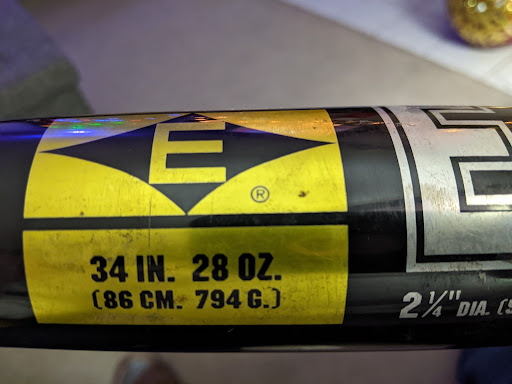 E
®
34 IN. 28 OZ.
(86 CM. 794 G.)
2 1/4" DIA.